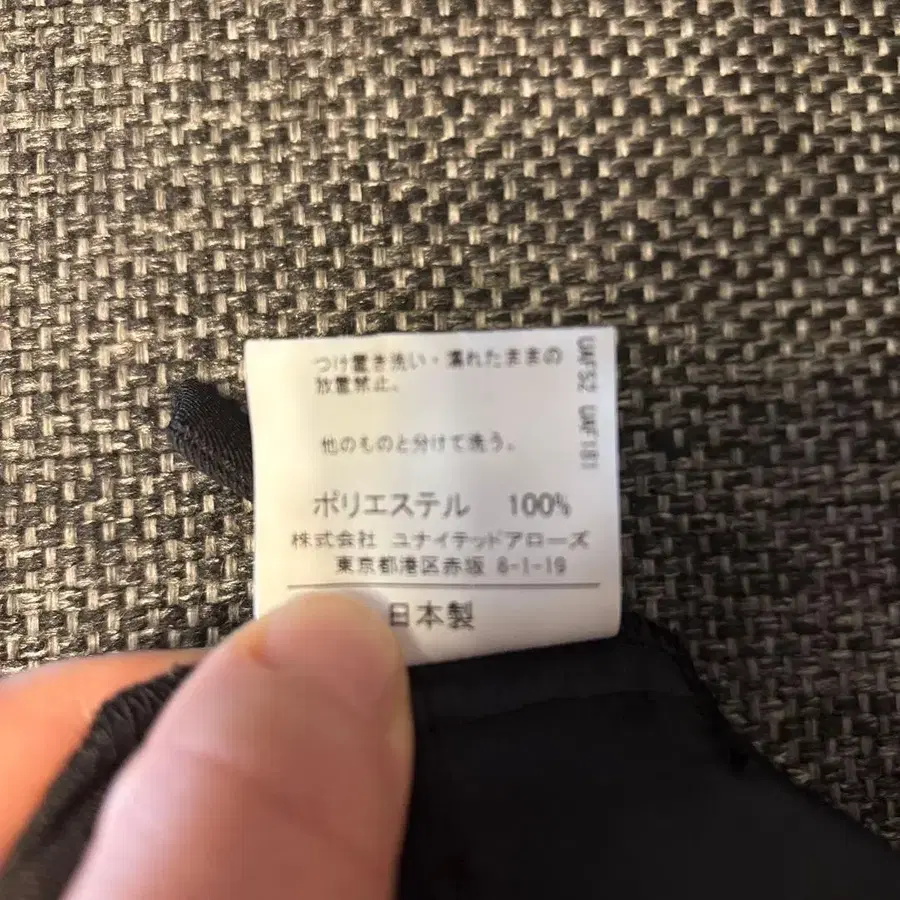 つけ置き洗い・濡れたままの
放置禁止。
他のものと分けて洗う。
ポリエステル 100%
株式会社 ユナイテッドアローズ
東京都港区赤坂 8-1-19
日本製
UAF52 UAF181